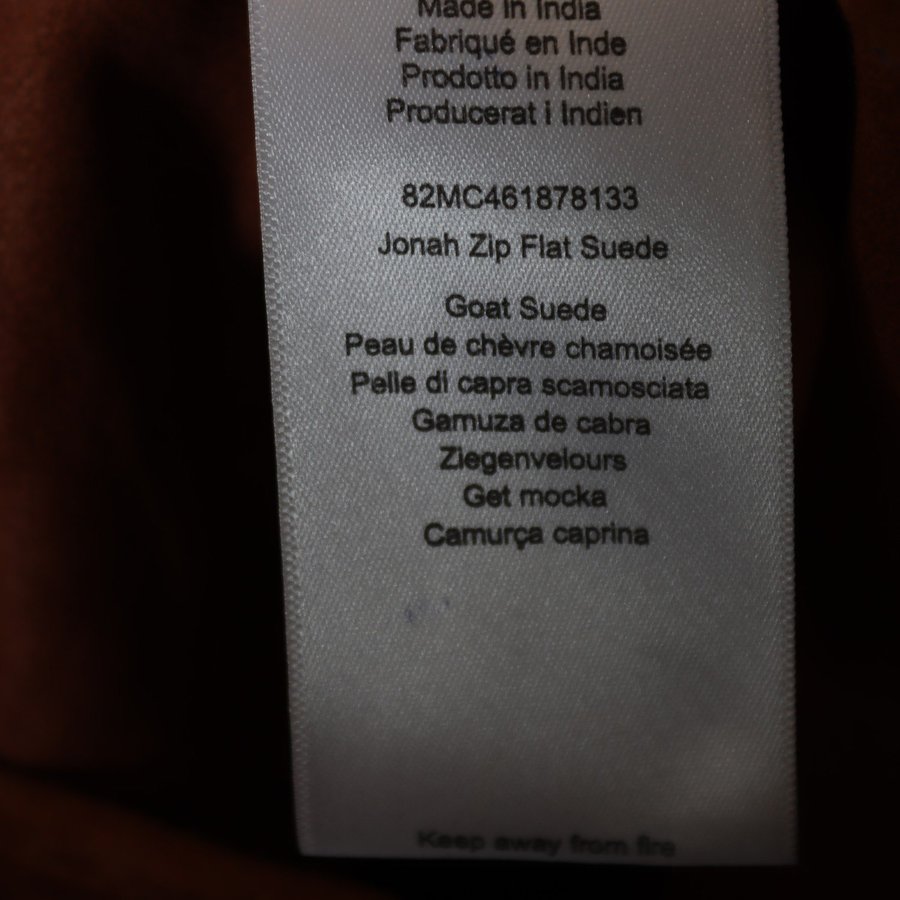 Made in India
Fabriqué en Inde
Prodotto in India
Producerat i Indien
82MC461878133
Jonah Zip Flat Suede
Goat Suede
Peau de chèvre chamoisée
Pelle di capra scamosciata
Gamuza de cabra
Ziegenvelours
Get mocka
Camurça caprina
Keep away from fire